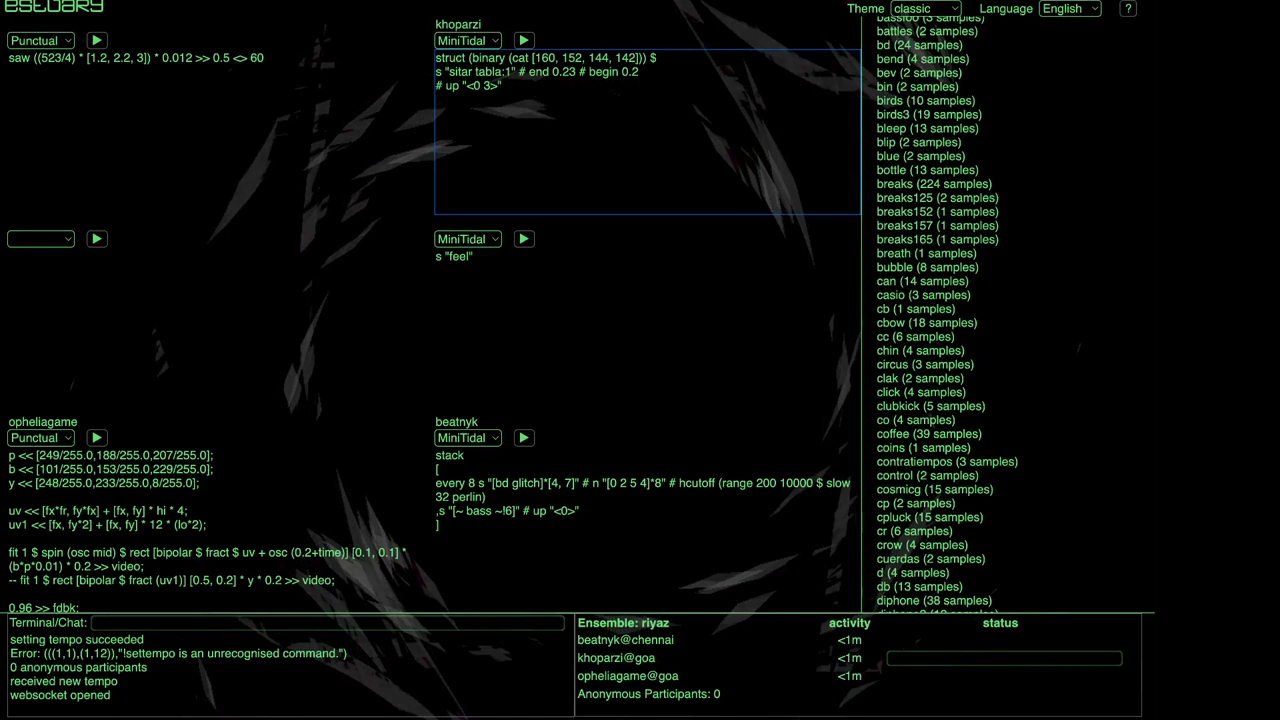 estuary
Theme classic Language English ?
Punctual
saw ((523/4) * [1.2, 2.2, 3]) * 0.012 >> 0.5 <> 60
khoparzi
MiniTidal
struct (binary (cat [160, 152, 144, 142])) $
s "sitar tabla:1" # end 0.23 # begin 0.2
# up "<0 3>"
MiniTidal
s "feel"
opheliagame
Punctual
p << [249/255.0,188/255.0,207/255.0];
b << [101/255.0,153/255.0,229/255.0];
y << [248/255.0,233/255.0,8/255.0];
uv << [fx*fr, fy*fx] + [fx, fy] * hi * 4;
uv1 << [fx, fy*2] + [fx, fy] * 12 * (lo*2);
fit 1 $ spin (osc mid) $ rect [bipolar $ fract $ uv + osc (0.2+time)] [0.1, 0.1] *
(b*p*0.01) * 0.2 >> video;
-- fit 1 $ rect [bipolar $ fract (uv1)] [0.5, 0.2] * y * 0.2 >> video;
0.96 >> fdbk;
beatnyk
MiniTidal
stack
[
every 8 s "[bd glitch]*[4, 7]" # n "[0 2 5 4]*8" # hcutoff (range 200 10000 $ slow
32 perlin)
,s "[~ bass ~!6]" # up "<0>"
]
bassfoo (3 samples)
battles (2 samples)
bd (24 samples)
bend (4 samples)
bev (2 samples)
bin (2 samples)
birds (10 samples)
birds3 (19 samples)
bleep (13 samples)
blip (2 samples)
blue (2 samples)
bottle (13 samples)
breaks (224 samples)
breaks125 (2 samples)
breaks152 (1 samples)
breaks157 (1 samples)
breaks165 (1 samples)
breath (1 samples)
bubble (8 samples)
can (14 samples)
casio (3 samples)
cb (1 samples)
cbow (18 samples)
cc (6 samples)
chin (4 samples)
circus (3 samples)
clak (2 samples)
click (4 samples)
clubkick (5 samples)
co (4 samples)
coffee (39 samples)
coins (1 samples)
contratiempos (3 samples)
control (2 samples)
cosmicg (15 samples)
cp (2 samples)
cpluck (15 samples)
cr (6 samples)
crow (4 samples)
cuerdas (2 samples)
d (4 samples)
db (13 samples)
diphone (38 samples)
Terminal/Chat:
setting tempo succeeded
Error: (((1,1),(1,12)),"!settempo is an unrecognised command.")
0 anonymous participants
received new tempo
websocket opened
Ensemble: riyaz activity status
beatnyk@chennai <1m
khoparzi@goa <1m
opheliagame@goa <1m
Anonymous Participants: 0